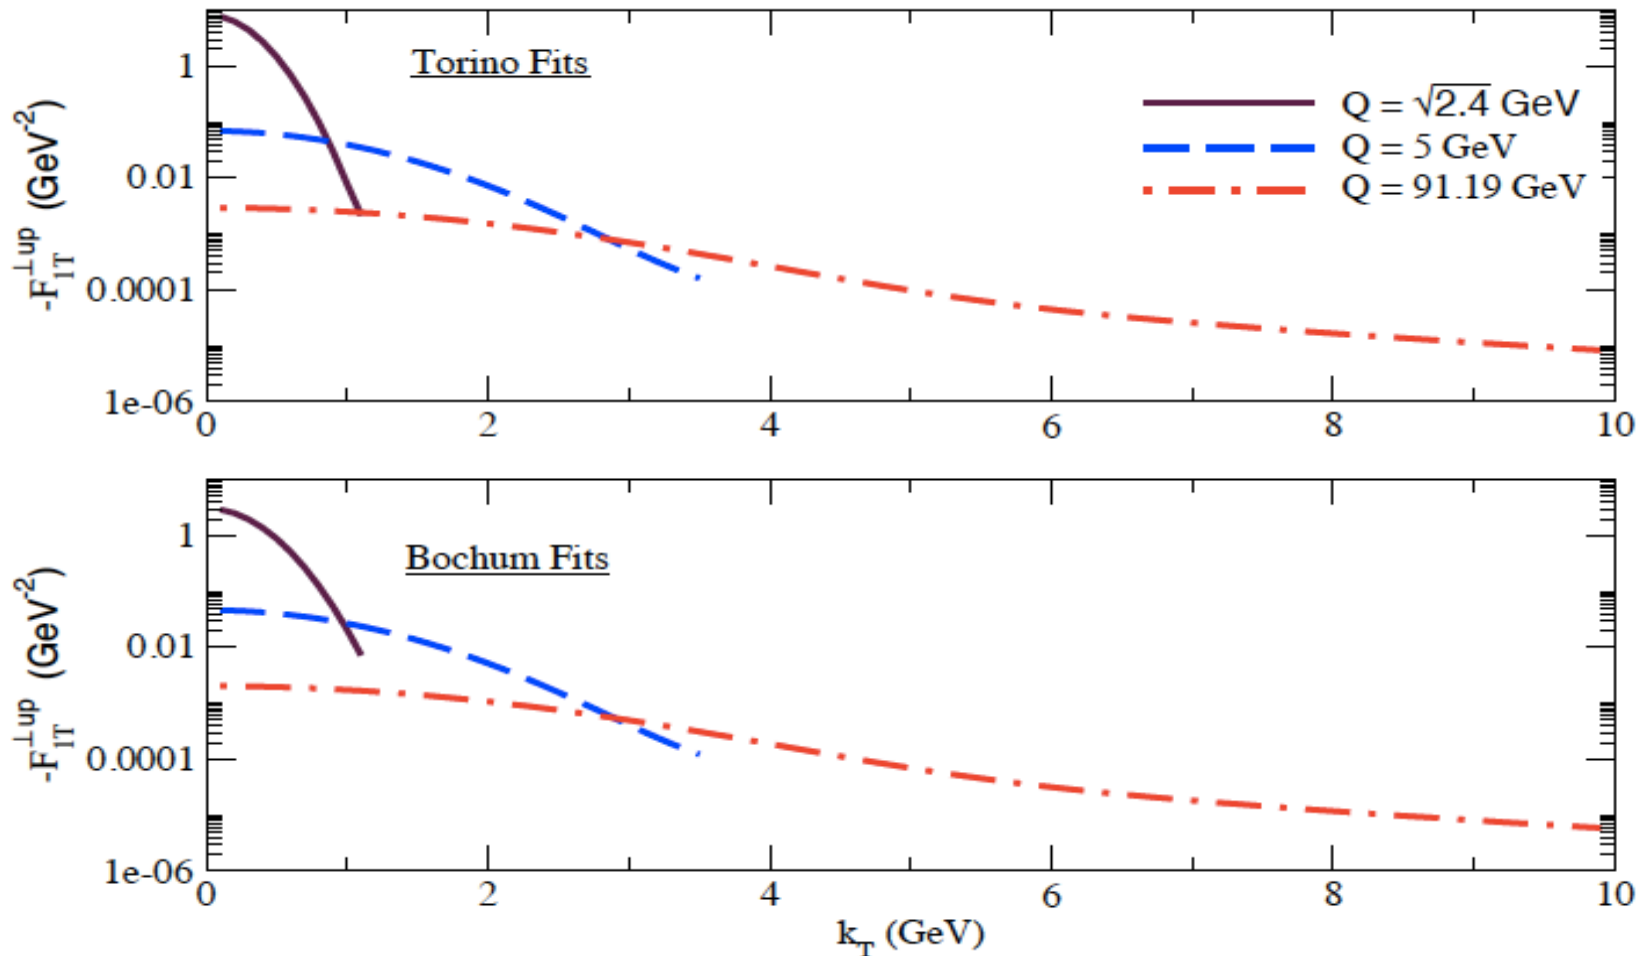 Torino Fits
Q = √2.4 GeV
Q = 5 GeV
Q = 91.19 GeV
-F₁T^⊥up (GeV⁻²)
1
0.01
0.0001
1e-06
0 2 4 6 8 10
Bochum Fits
-F₁T^⊥up (GeV⁻²)
1
0.01
0.0001
1e-06
0 2 4 6 8 10
k_T (GeV)